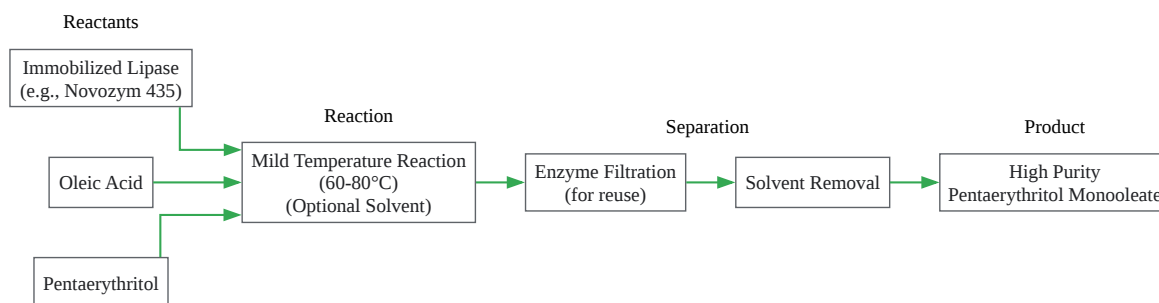 Reactants
Immobilized Lipase
(e.g., Novozym 435)
Oleic Acid
Pentaerythritol
Reaction
Mild Temperature Reaction
(60-80°C)
(Optional Solvent)
Separation
Enzyme Filtration
(for reuse)
Solvent Removal
Product
High Purity
Pentaerythritol Monooleate